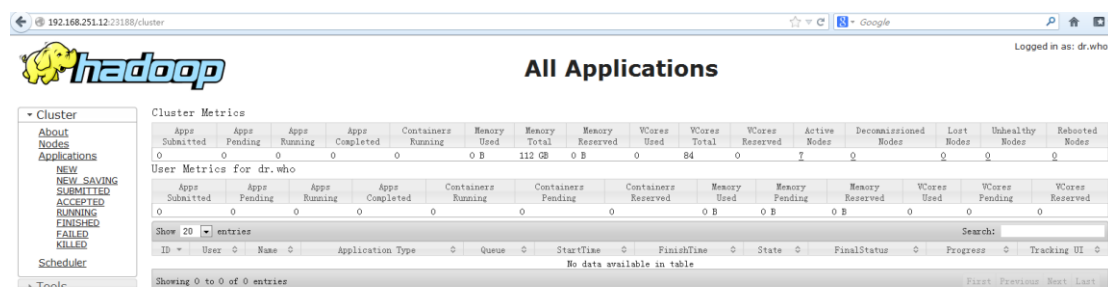 192.168.251.12:23188/cluster
Google
Logged in as: dr.who
hadoop
All Applications
Cluster
About
Nodes
Applications
NEW
NEW_SAVING
SUBMITTED
ACCEPTED
RUNNING
FINISHED
FAILED
KILLED
Scheduler
Tools
Cluster Metrics
Apps Submitted Apps Pending Apps Running Apps Completed Containers Running Memory Used Memory Total Memory Reserved VCores Used VCores Total VCores Reserved Active Nodes Decommissioned Nodes Lost Nodes Unhealthy Nodes Rebooted Nodes
0 0 0 0 0 0 B 112 GB 0 B 0 84 0 7 0 0 0 0
User Metrics for dr.who
Apps Submitted Apps Pending Apps Running Apps Completed Containers Running Containers Pending Containers Reserved Memory Used Memory Pending Memory Reserved VCores Used VCores Pending VCores Reserved
0 0 0 0 0 0 0 0 B 0 B 0 B 0 0 0
Show 20 entries Search:
ID User Name Application Type Queue StartTime FinishTime State FinalStatus Progress Tracking UI
No data available in table
Showing 0 to 0 of 0 entries First Previous Next Last